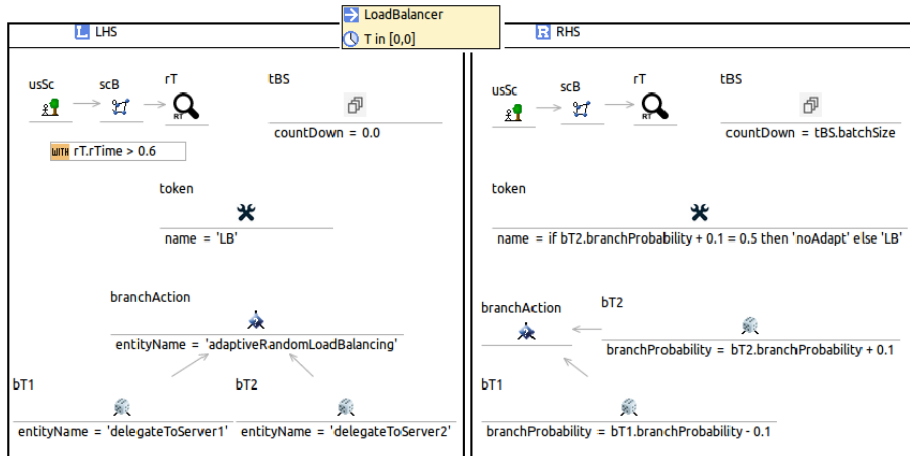 LoadBalancer
T in [0,0]
L LHS
R RHS
usSc
scB
rT
RT
tBS
countDown = 0.0
WITH rT.rTime > 0.6
token
name = 'LB'
branchAction
entityName = 'adaptiveRandomLoadBalancing'
bT1
bT2
entityName = 'delegateToServer1'
entityName = 'delegateToServer2'
usSc
scB
rT
RT
tBS
countDown = tBS.batchSize
token
name = if bT2.branchProbability + 0.1 = 0.5 then 'noAdapt' else 'LB'
branchAction
bT2
branchProbability = bT2.branchProbability + 0.1
bT1
branchProbability = bT1.branchProbability - 0.1